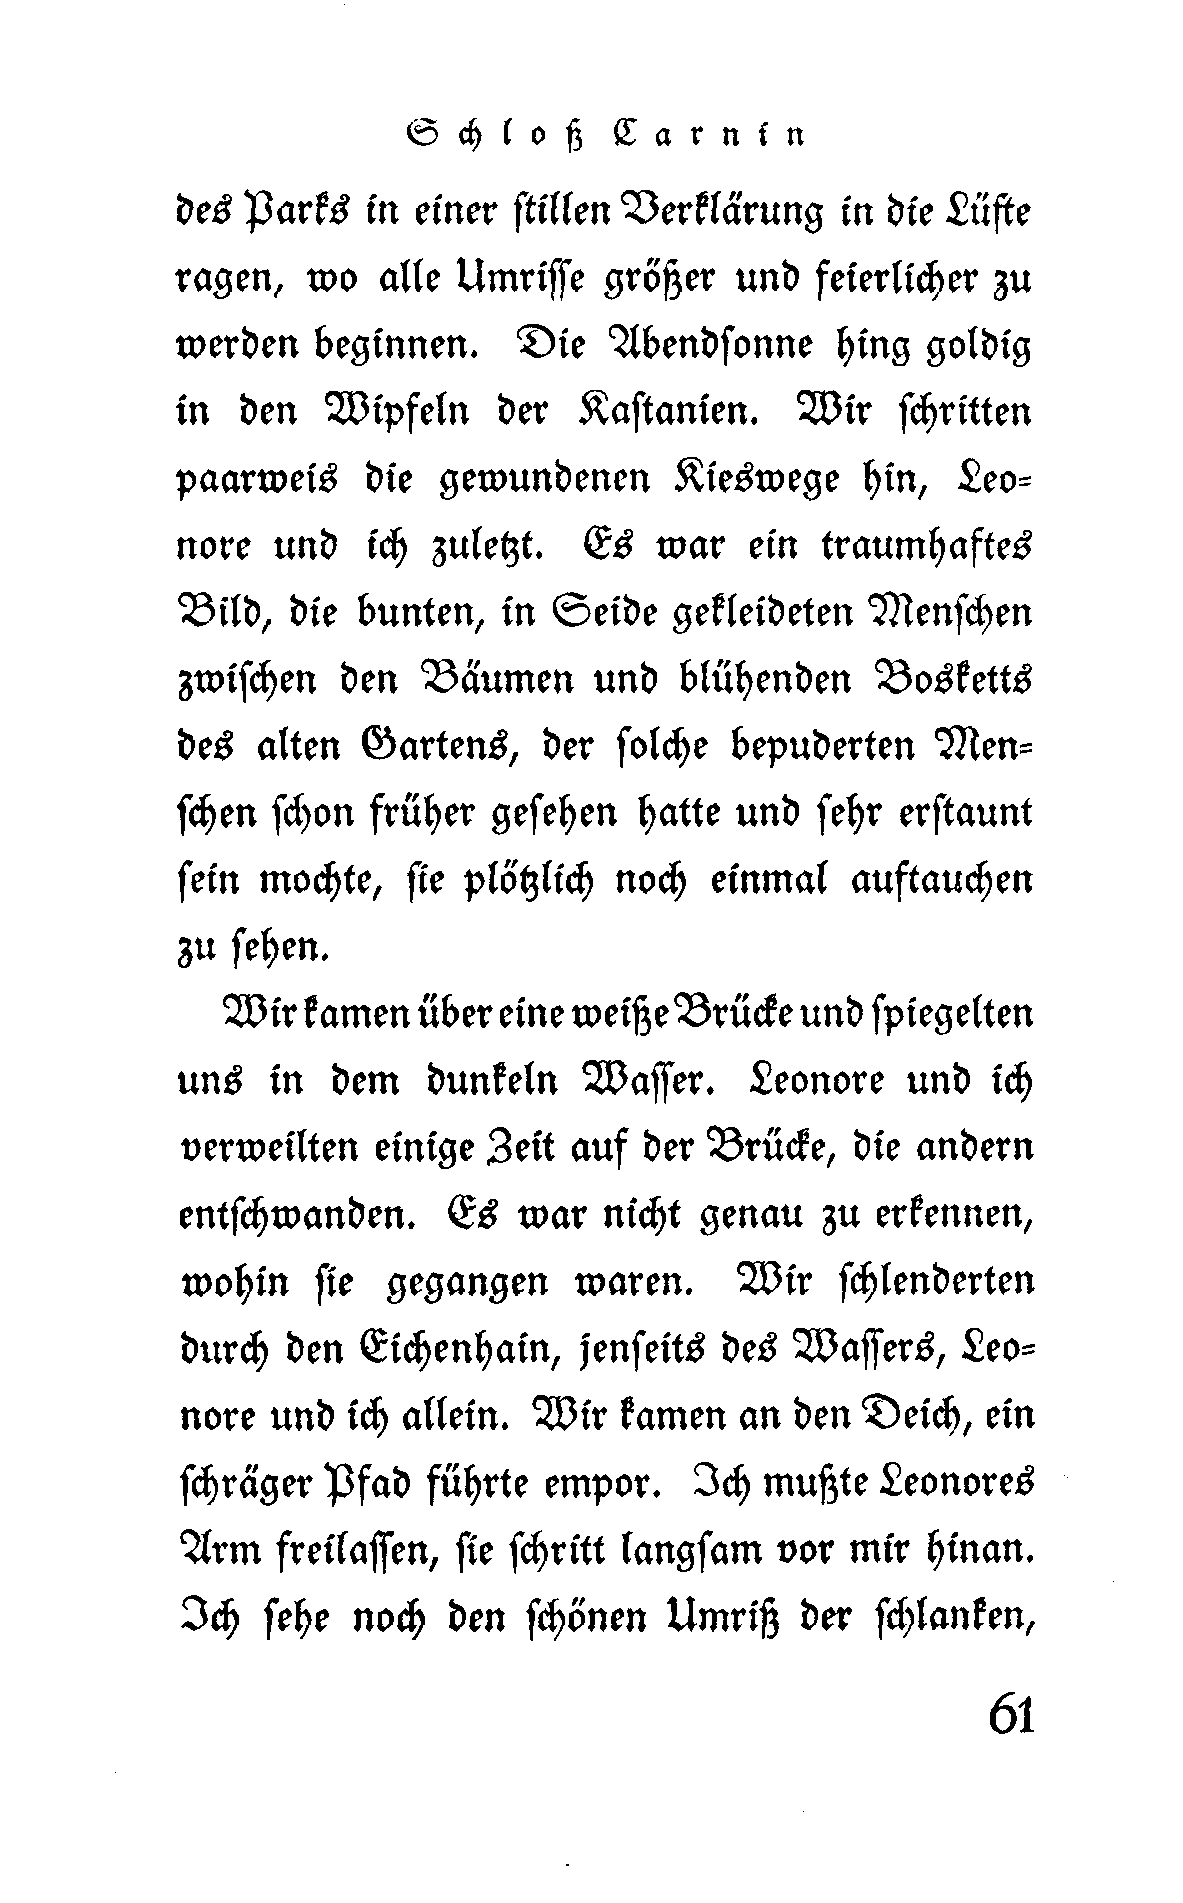 Schloß Carnin
des Parks in einer stillen Verklärung in die Lüfte
ragen, wo alle Umrisse größer und feierlicher zu
werden beginnen. Die Abendsonne hing goldig
in den Wipfeln der Kastanien. Wir schritten
paarweis die gewundenen Kieswege hin, Leo-
nore und ich zuletzt. Es war ein traumhaftes
Bild, die bunten, in Seide gekleideten Menschen
zwischen den Bäumen und blühenden Bosketts
des alten Gartens, der solche bepuderten Men-
schen schon früher gesehen hatte und sehr erstaunt
sein mochte, sie plötzlich noch einmal auftauchen
zu sehen.
Wir kamen über eine weiße Brücke und spiegelten
uns in dem dunkeln Wasser. Leonore und ich
verweilten einige Zeit auf der Brücke, die andern
entschwanden. Es war nicht genau zu erkennen,
wohin sie gegangen waren. Wir schlenderten
durch den Eichenhain, jenseits des Wassers, Leo-
nore und ich allein. Wir kamen an den Deich, ein
schräger Pfad führte empor. Ich mußte Leonores
Arm freilassen, sie schritt langsam vor mir hinan.
Ich sehe noch den schönen Umriß der schlanken,
61